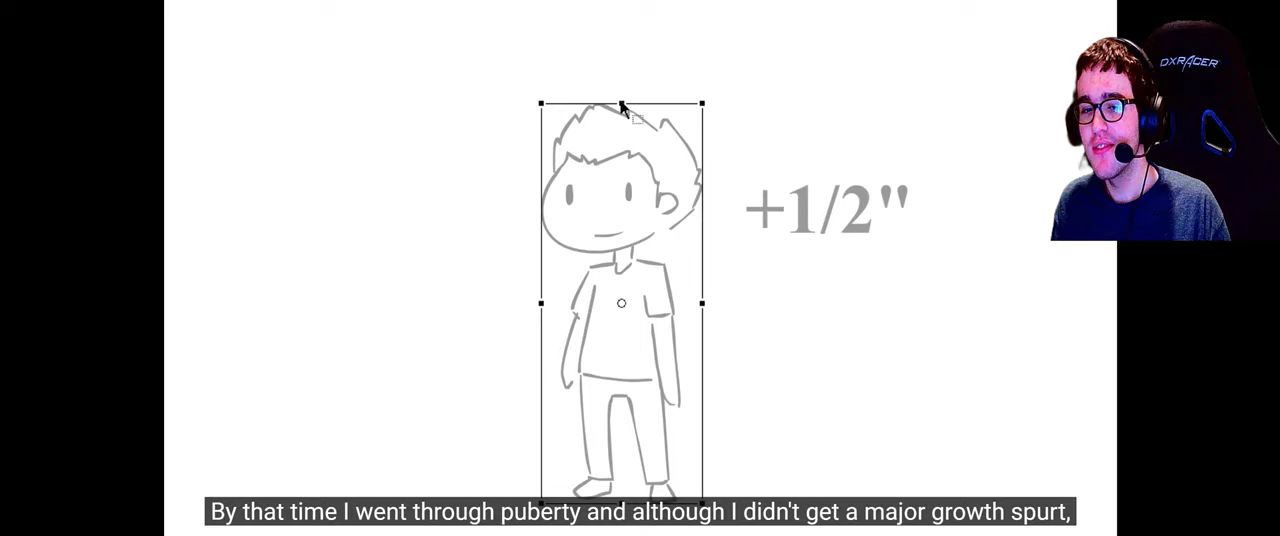 DXRACER
+1/2"
By that time I went through puberty and although I didn't get a major growth spurt,